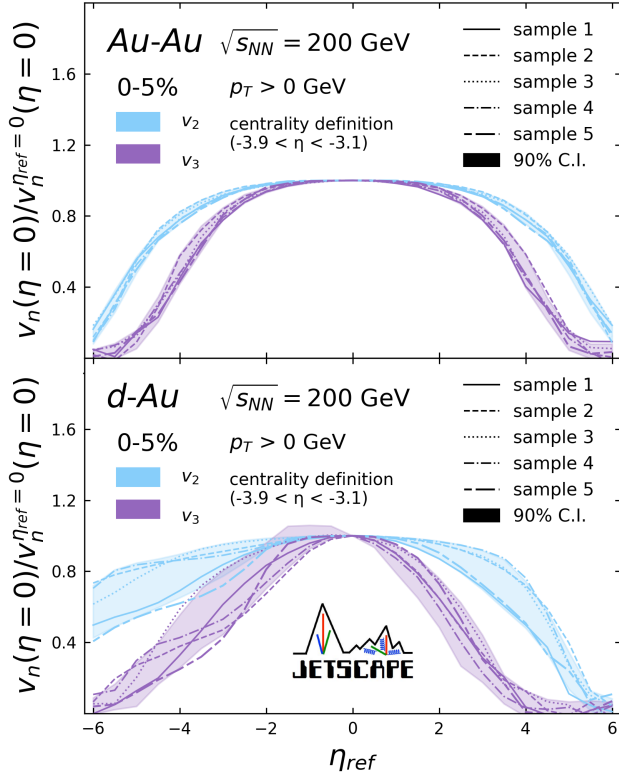 Au-Au √s_NN = 200 GeV
0-5% p_T > 0 GeV
v_2
v_3
centrality definition
(-3.9 < η < -3.1)
sample 1
sample 2
sample 3
sample 4
sample 5
90% C.I.
v_n(η = 0)/v_n^{η_ref = 0}(η = 0)
1.6
1.2
0.8
0.4
d-Au √s_NN = 200 GeV
0-5% p_T > 0 GeV
v_2
v_3
centrality definition
(-3.9 < η < -3.1)
sample 1
sample 2
sample 3
sample 4
sample 5
90% C.I.
v_n(η = 0)/v_n^{η_ref = 0}(η = 0)
1.6
1.2
0.8
0.4
JETSCAPE
−6 −4 −2 0 2 4 6
η_ref